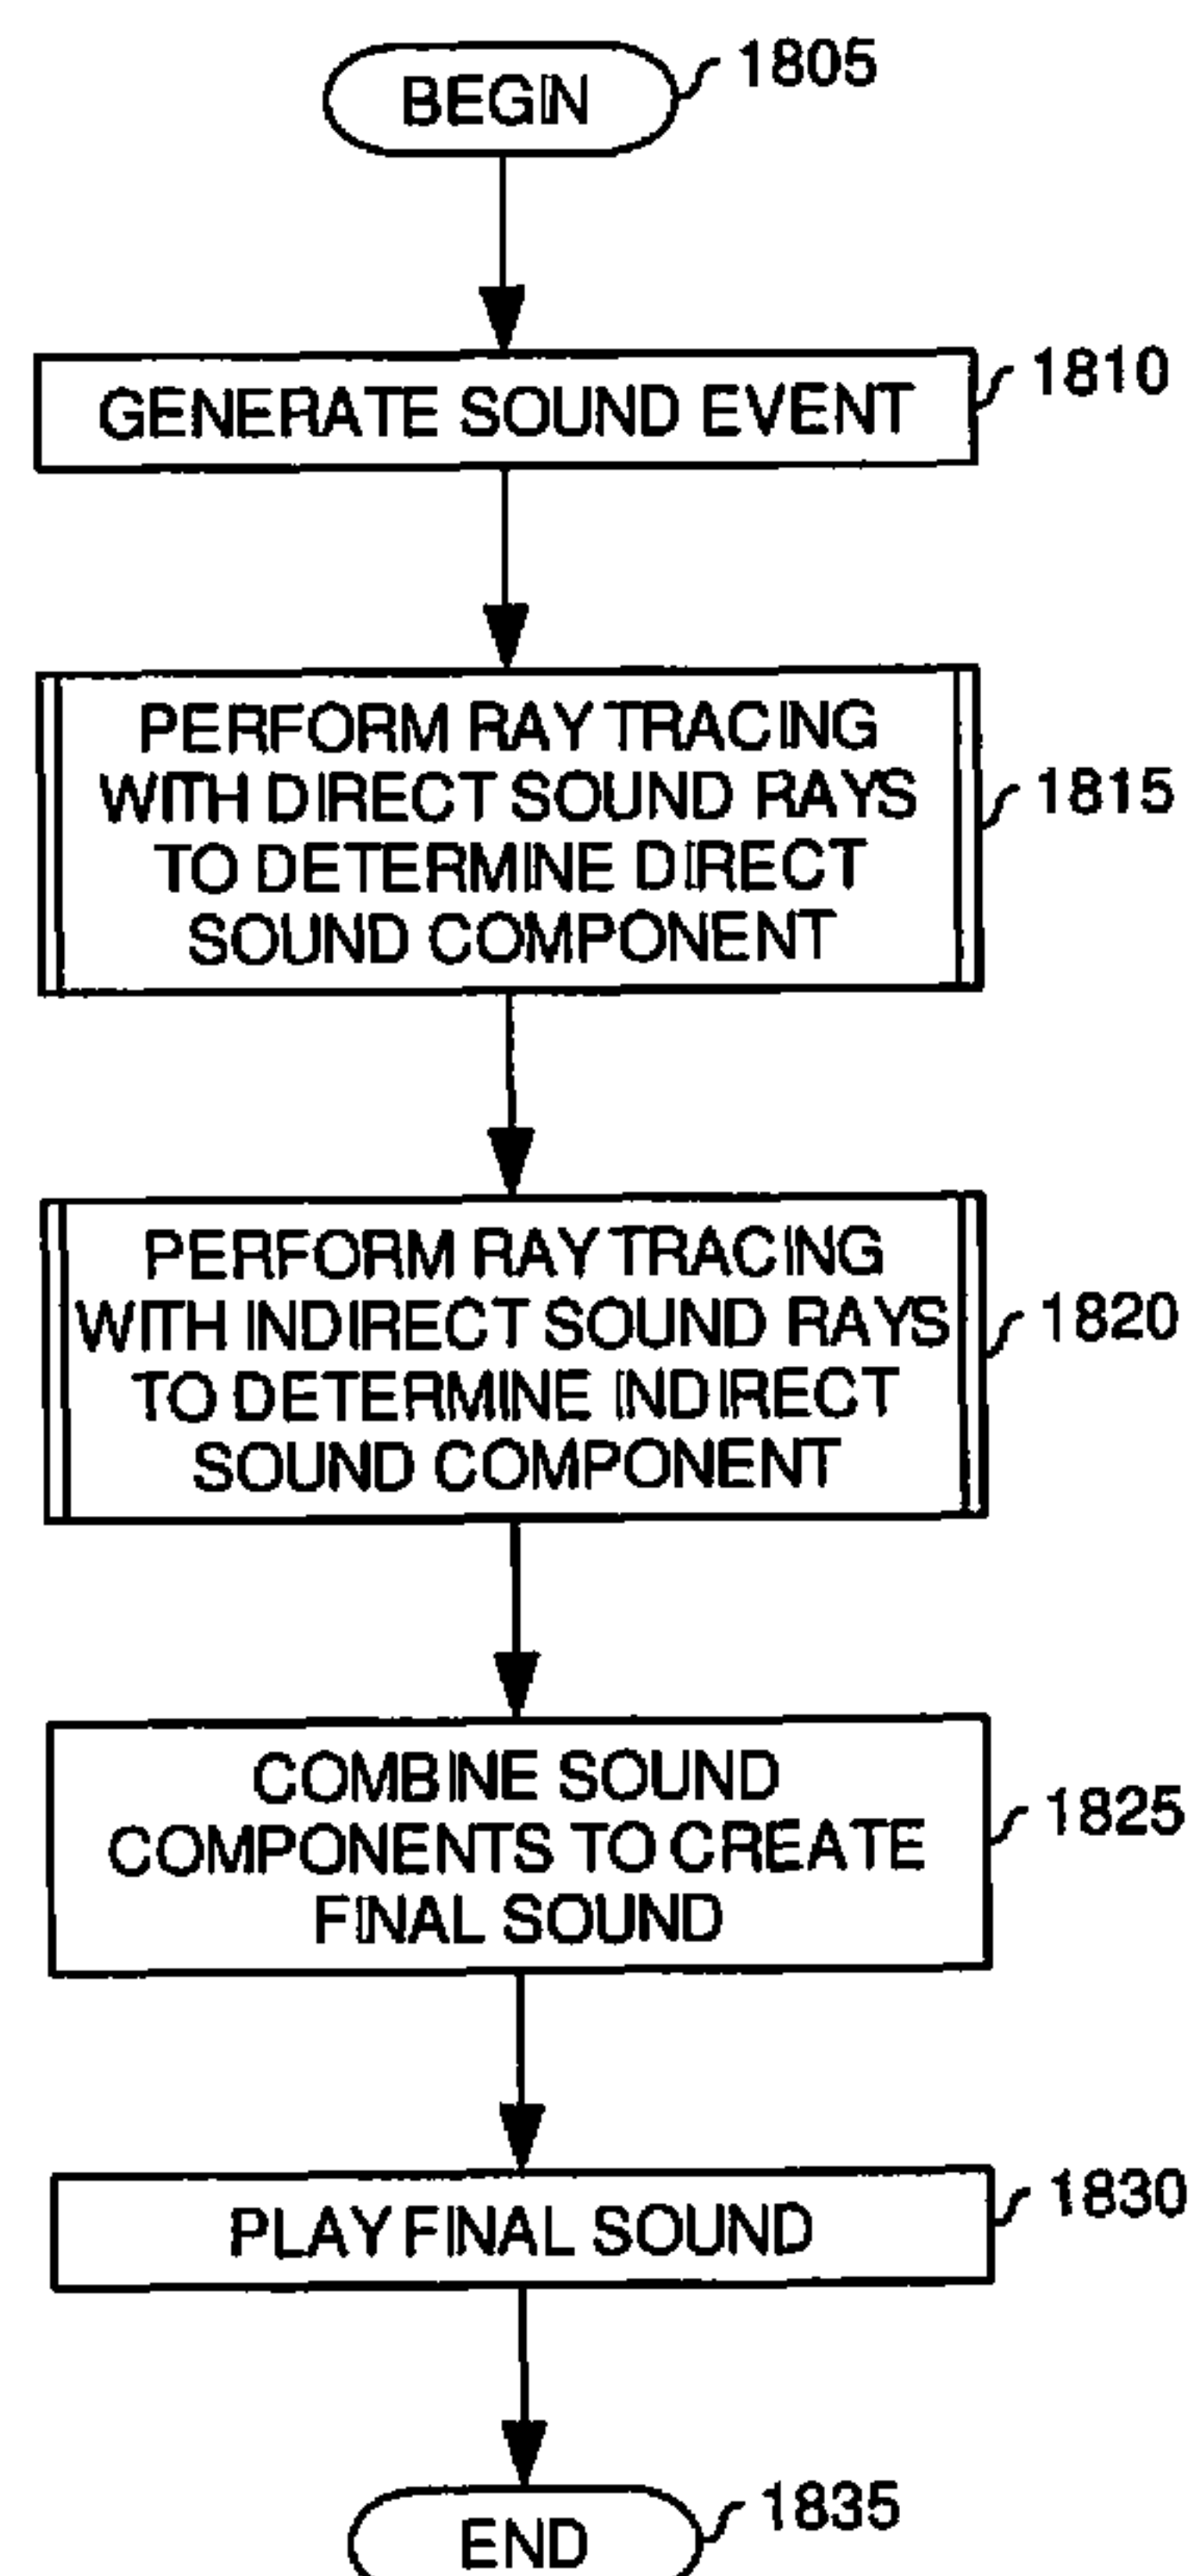 BEGIN
1805
GENERATE SOUND EVENT
1810
PERFORM RAY TRACING
WITH DIRECT SOUND RAYS
TO DETERMINE DIRECT
SOUND COMPONENT
1815
PERFORM RAY TRACING
WITH INDIRECT SOUND RAYS
TO DETERMINE INDIRECT
SOUND COMPONENT
1820
COMBINE SOUND
COMPONENTS TO CREATE
FINAL SOUND
1825
PLAY FINAL SOUND
1830
END
1835